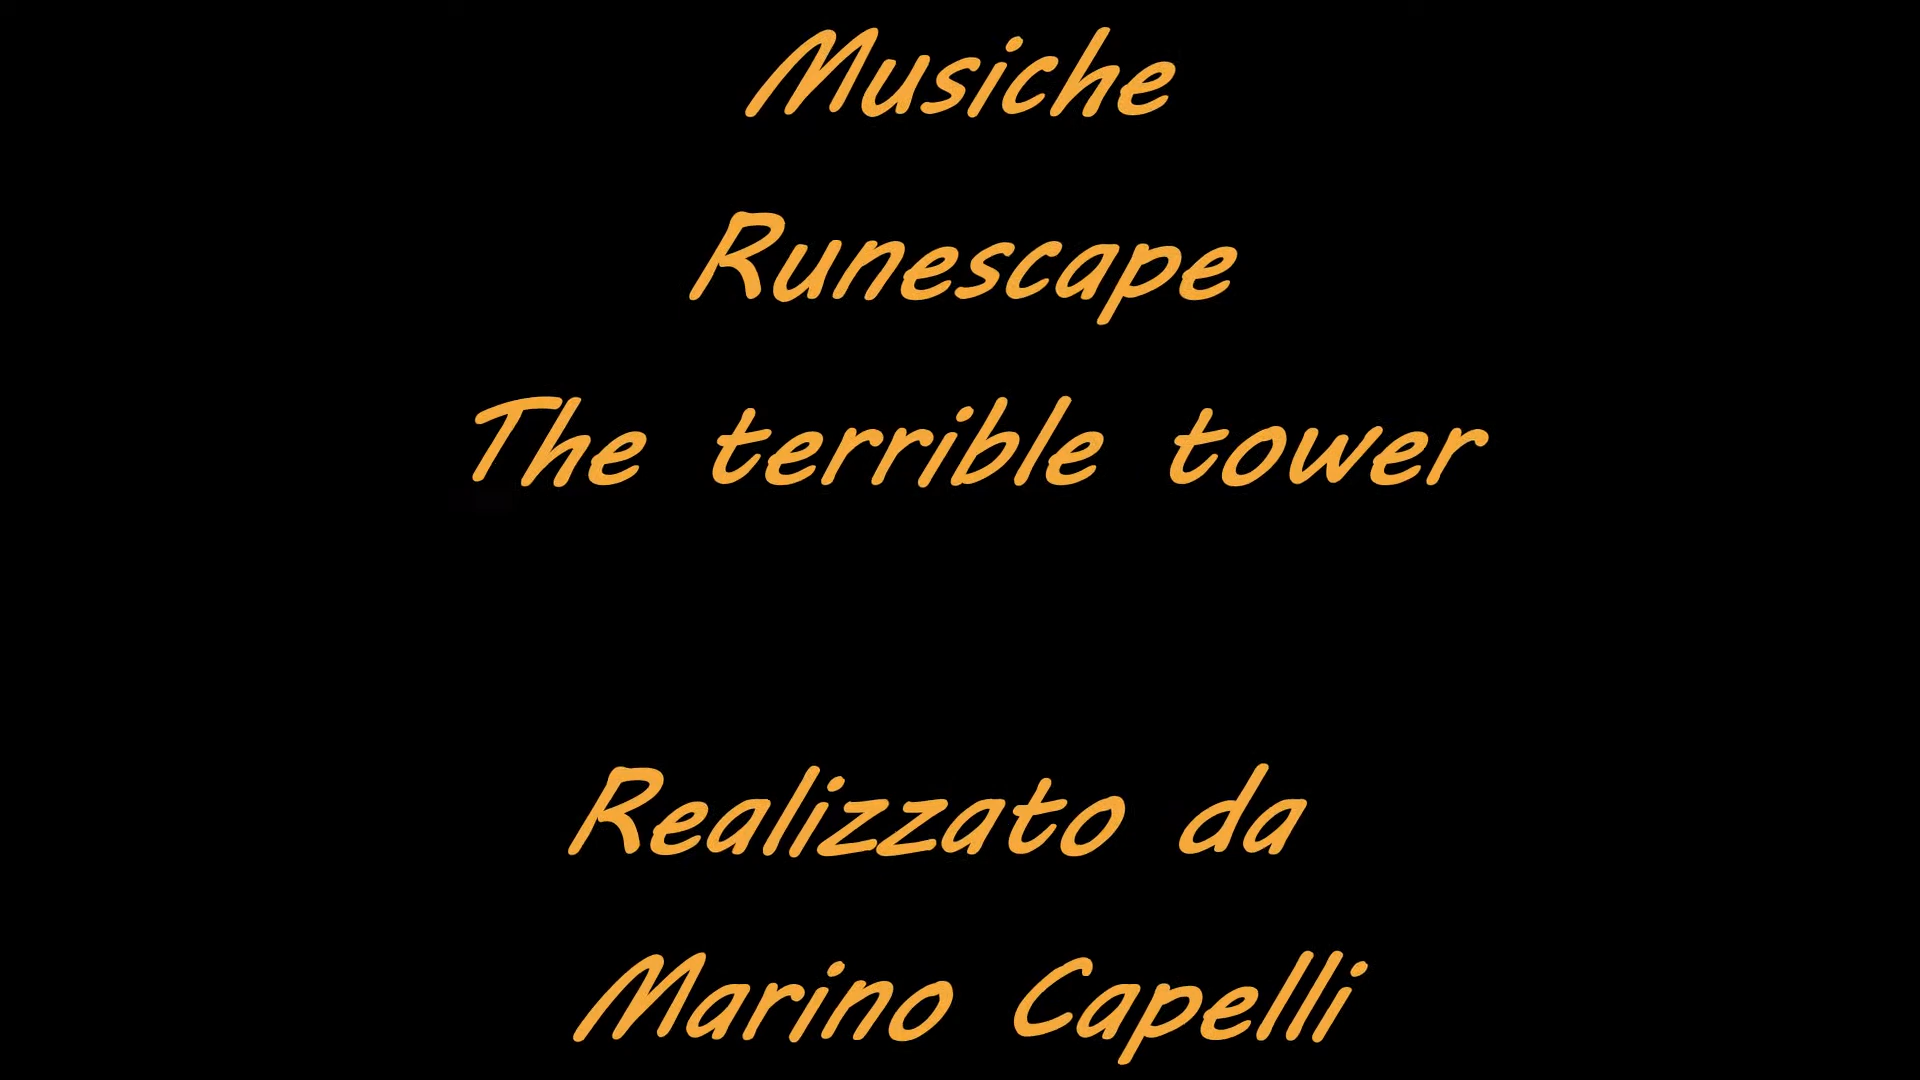 Musiche
Runescape
The terrible tower
Realizzato da
Marino Capelli